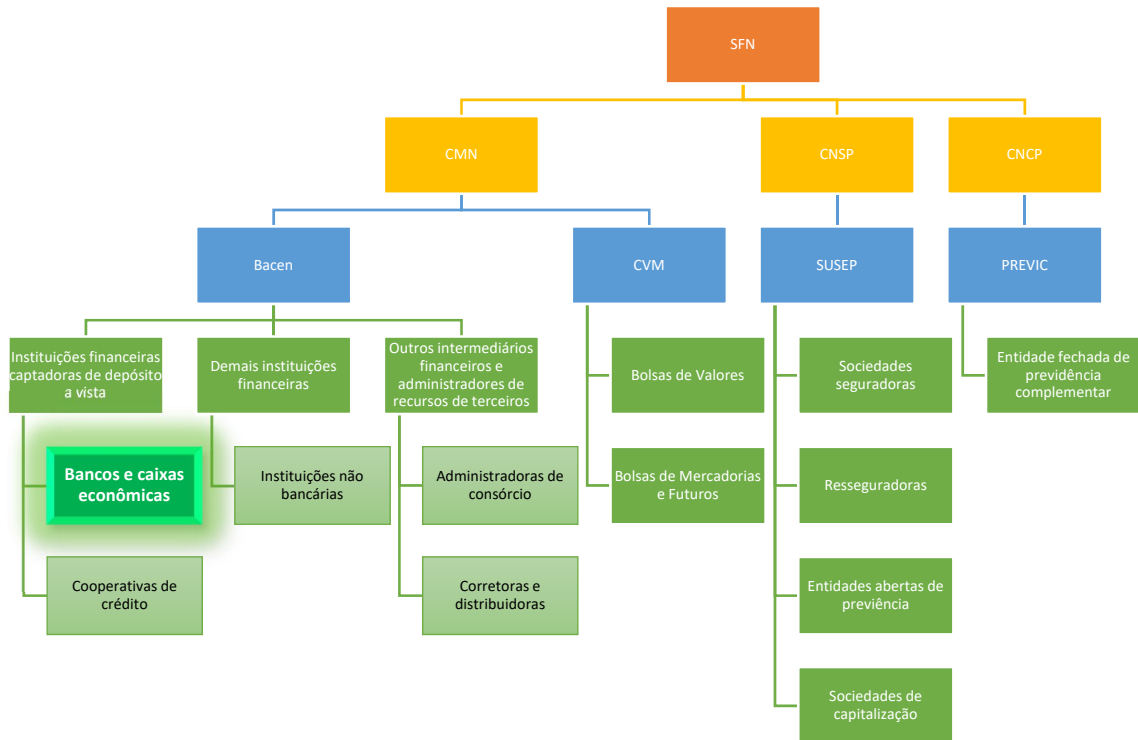 SFN
CMN
CNSP
CNCP
Bacen
CVM
SUSEP
PREVIC
Instituições financeiras
captadoras de depósito
a vista
Demais instituições
financeiras
Outros intermediários
financeiros e
administradores de
recursos de terceiros
Bolsas de Valores
Sociedades
seguradoras
Entidade fechada de
previdência
complementar
Bancos e caixas
econômicas
Instituições não
bancárias
Administradoras de
consórcio
Bolsas de Mercadorias
e Futuros
Resseguradoras
Cooperativas de
crédito
Corretoras e
distribuidoras
Entidades abertas de
previência
Sociedades de
capitalização